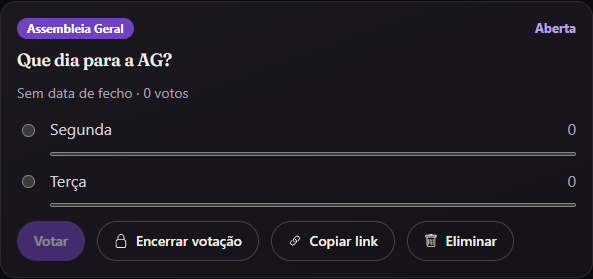 Assembleia Geral
Aberta
Que dia para a AG?
Sem data de fecho · 0 votos
Segunda 0
Terça 0
Votar Encerrar votação Copiar link Eliminar